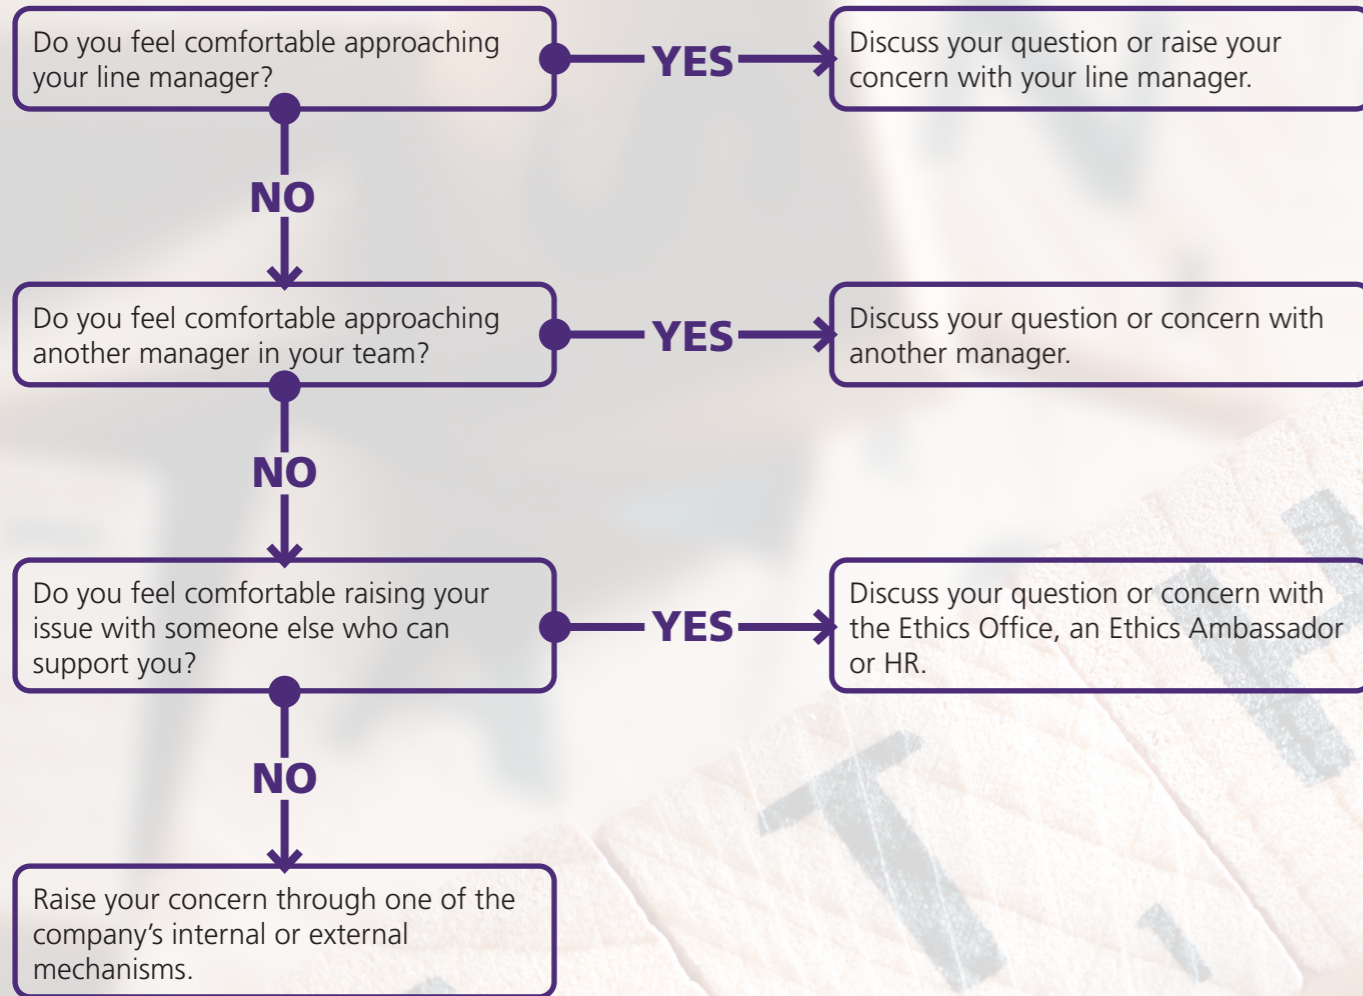 Do you feel comfortable approaching
your line manager?
YES
Discuss your question or raise your
concern with your line manager.
NO
Do you feel comfortable approaching
another manager in your team?
YES
Discuss your question or concern with
another manager.
NO
Do you feel comfortable raising your
issue with someone else who can
support you?
YES
Discuss your question or concern with
the Ethics Office, an Ethics Ambassador
or HR.
NO
Raise your concern through one of the
company's internal or external
mechanisms.
T
H